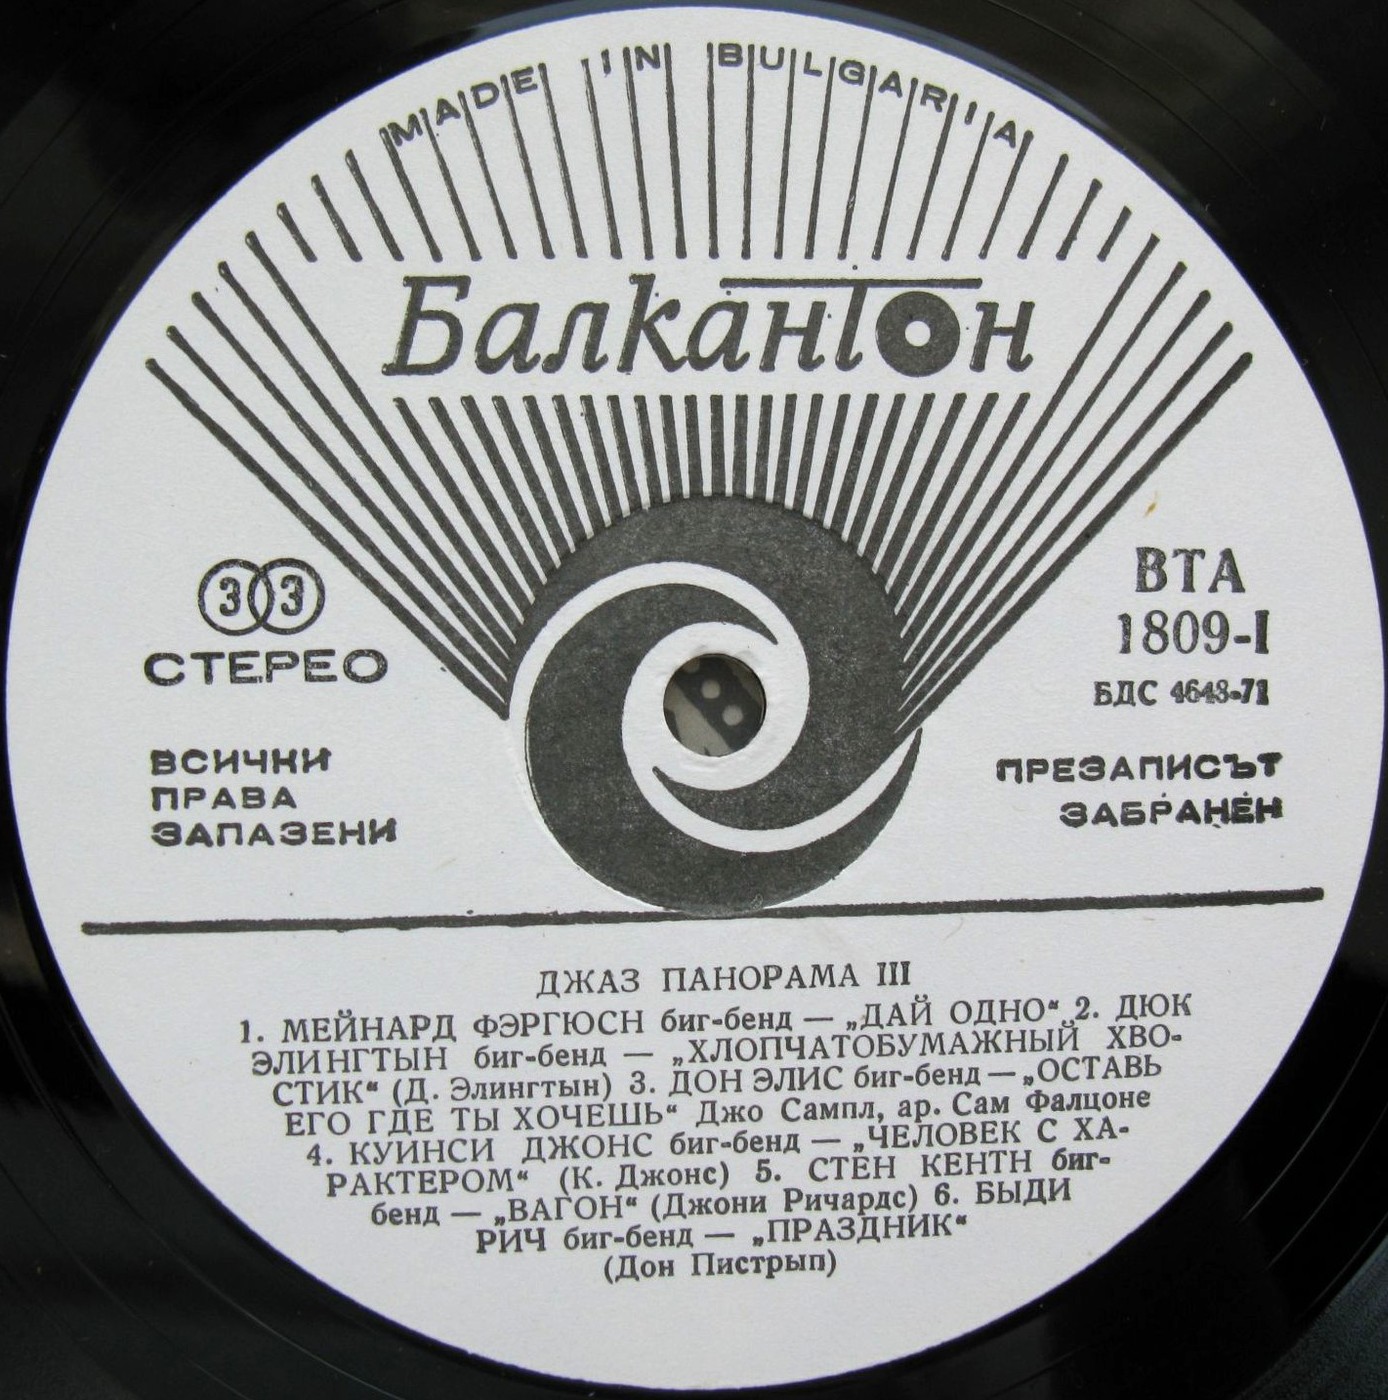 MADE IN BULGARIA
Балкантон
33
СТЕРЕО
ВСИЧКИ
ПРАВА
ЗАПАЗЕНИ
ВТА
1809-I
БДС 4648-71
ПРЕЗАПИСЪТ
ЗАБРАНЕН
ДЖАЗ ПАНОРАМА III
1. МЕЙНАРД ФЭРГЮСН биг-бенд — „ДАЙ ОДНО“ 2. ДЮК
ЭЛИНГТЫН биг-бенд — „ХЛОПЧАТОБУМАЖНЫЙ ХВО-
СТИК“ (Д. Элингтын) 3. ДОН ЭЛИС биг-бенд — „ОСТАВЬ
ЕГО ГДЕ ТЫ ХОЧЕШЬ“ Джо Сампл, ар. Сам Фалцоне
4. КУИНСИ ДЖОНС биг-бенд — „ЧЕЛОВЕК С ХА-
РАКТЕРОМ“ (К. Джонс) 5. СТЕН КЕНТН биг-
бенд — „ВАГОН“ (Джони Ричардс) 6. БЫДИ
РИЧ биг-бенд — „ПРАЗДНИК“
(Дон Пистрып)